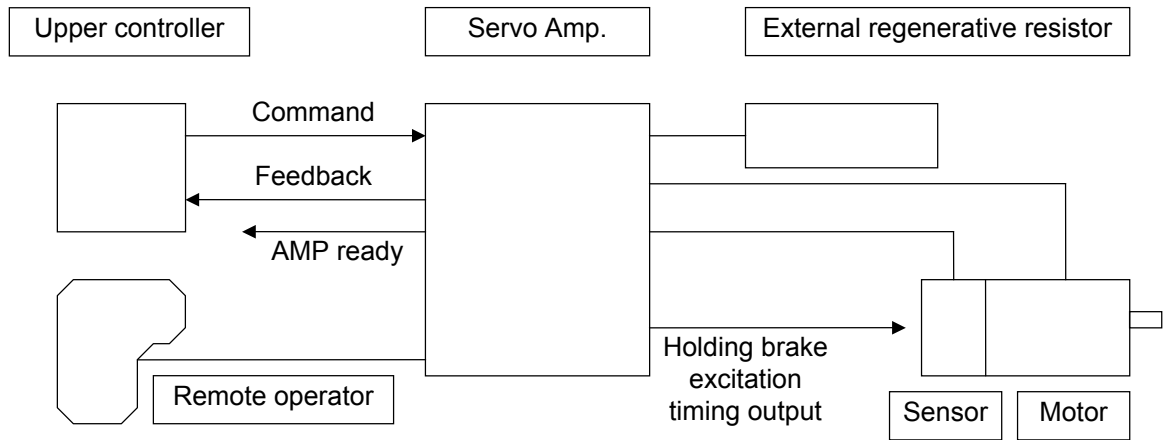 Upper controller
Servo Amp.
External regenerative resistor
Command
Feedback
AMP ready
Holding brake
excitation
timing output
Remote operator
Sensor
Motor